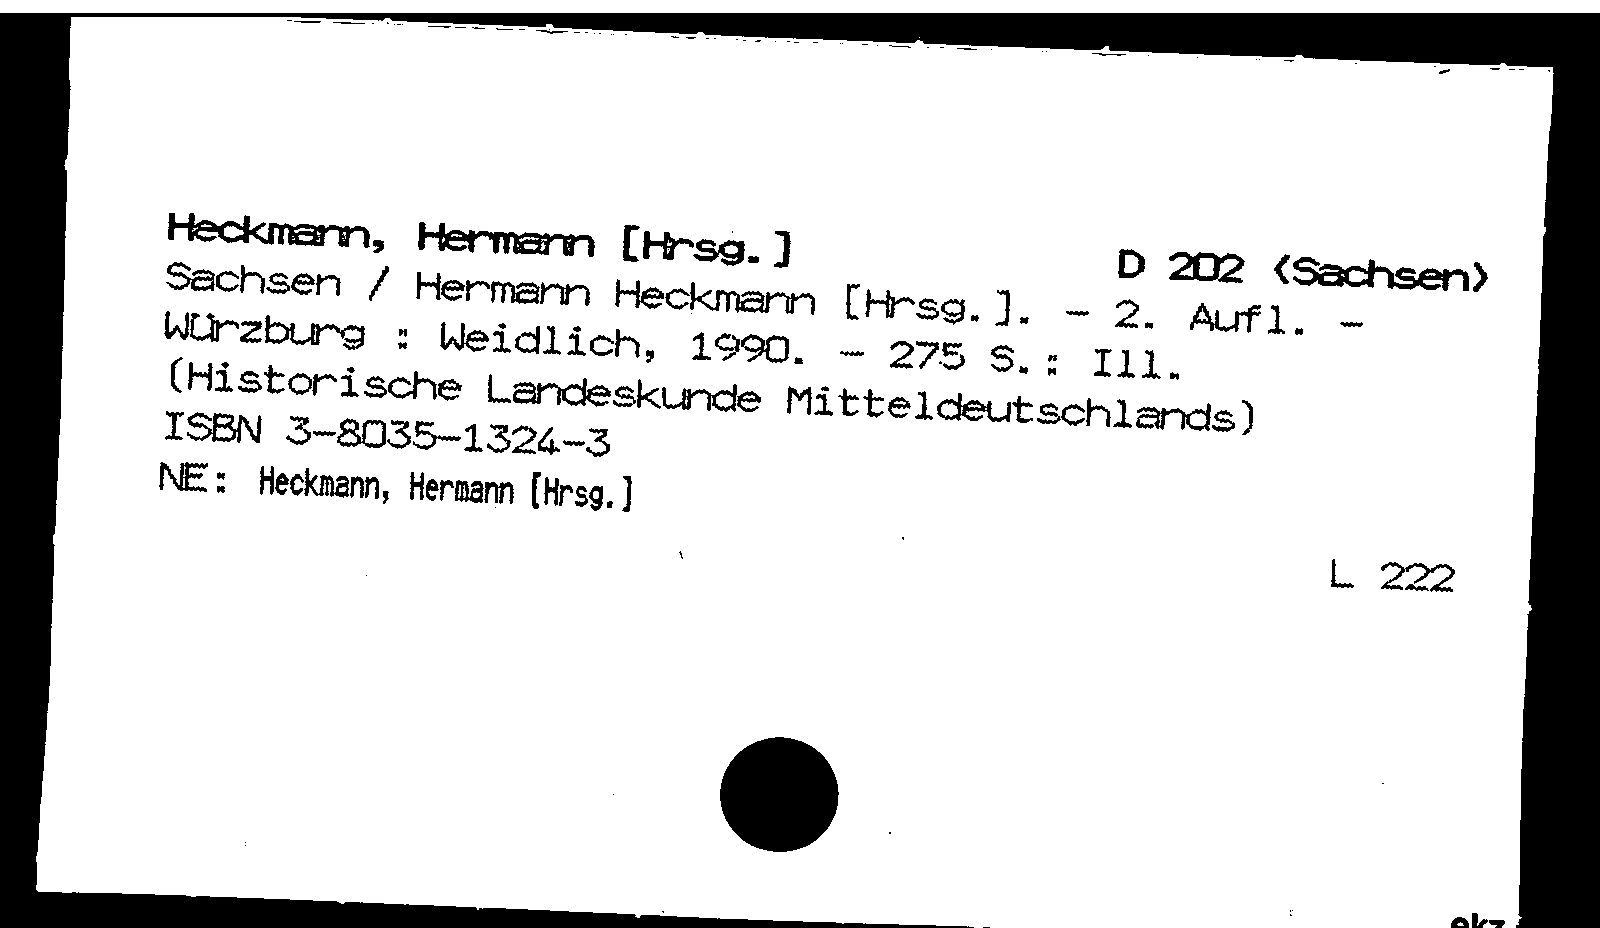 Heckmann, Hermann [Hrsg.]
D 202 <Sachsen>
Sachsen / Hermann Heckmann [Hrsg.]. - 2. Aufl. -
Würzburg : Weidlich, 1990. - 275 S.: Ill.
(Historische Landeskunde Mitteldeutschlands)
ISBN 3-8035-1324-3
NE: Heckmann, Hermann [Hrsg.]
L 222
ekz